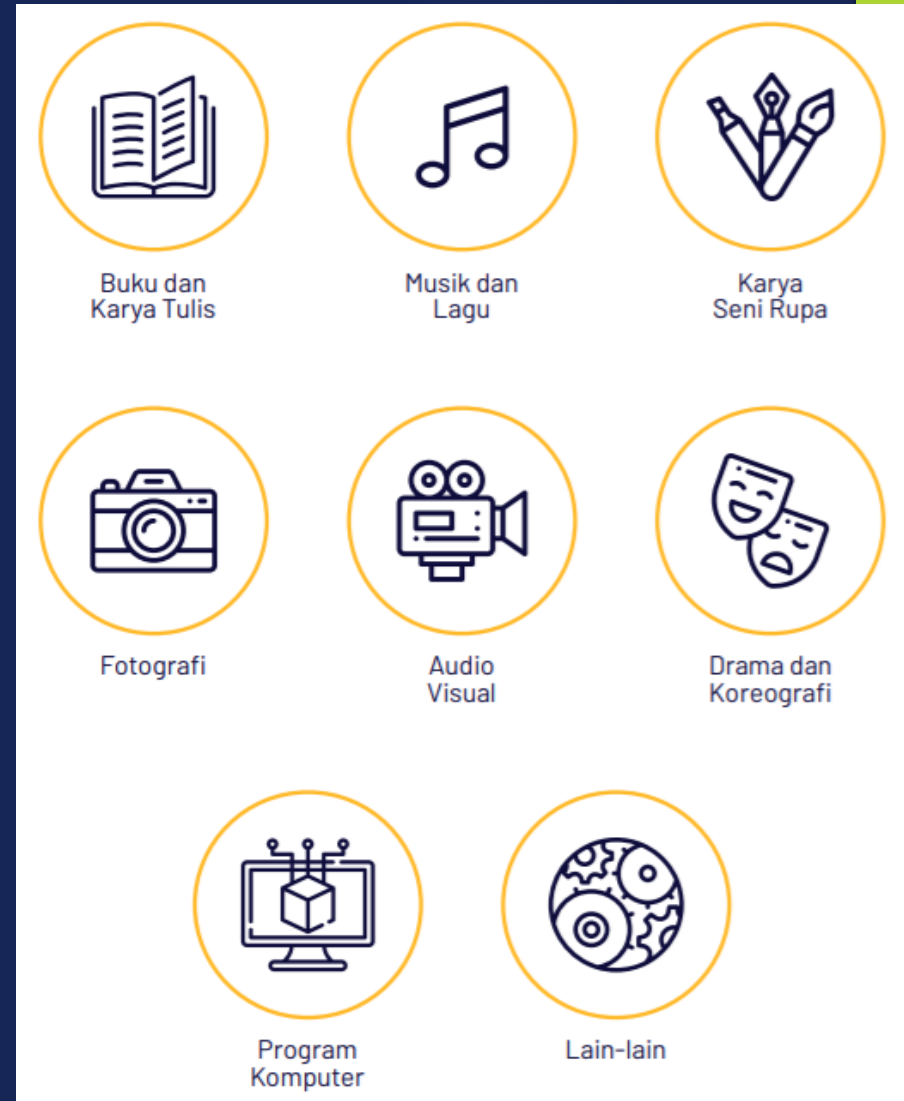 Buku dan
Karya Tulis
Musik dan
Lagu
Karya
Seni Rupa
Fotografi
Audio
Visual
Drama dan
Koreografi
Program
Komputer
Lain-lain